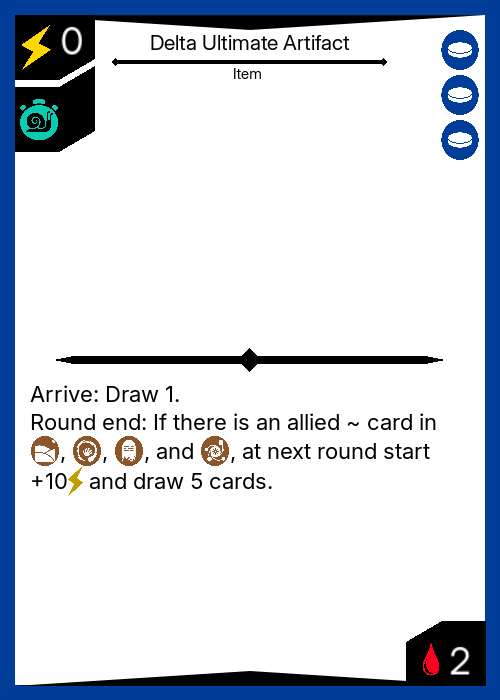 0
Delta Ultimate Artifact
Item
Arrive: Draw 1.
Round end: If there is an allied ~ card in
, , , and , at next round start
+10 and draw 5 cards.
2